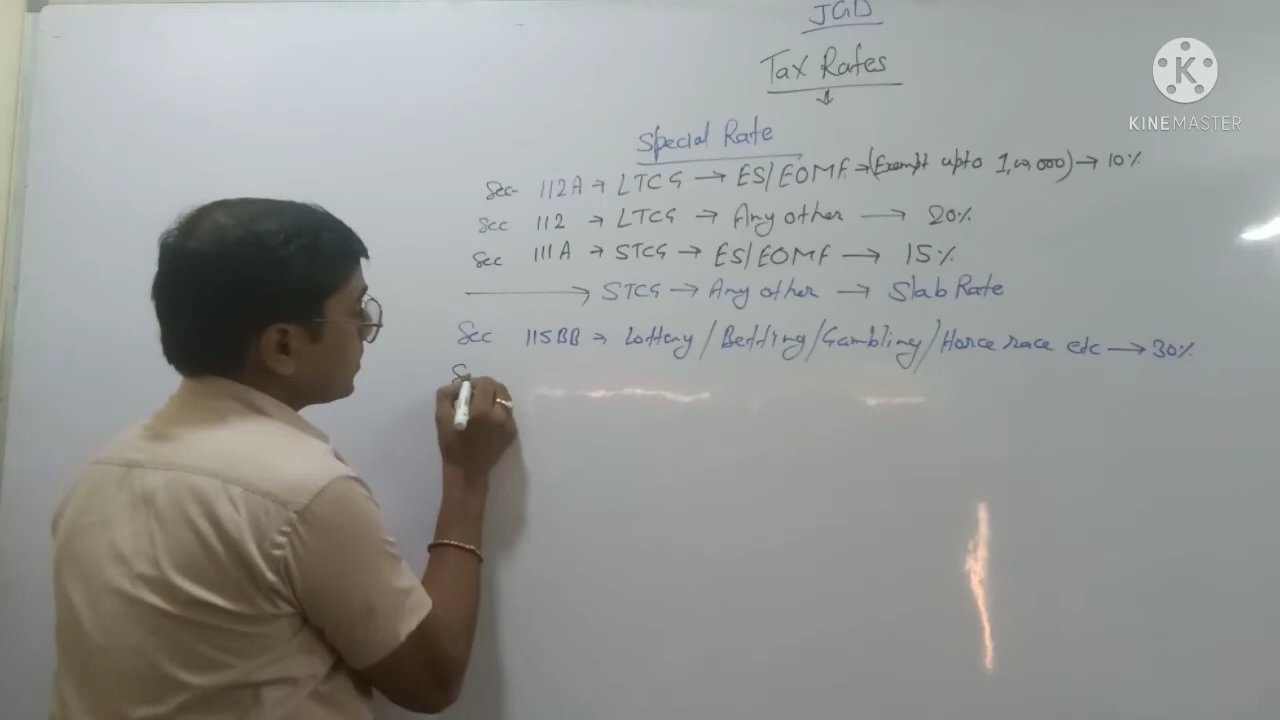 JGD
Tax Rates
K
KINEMASTER
Special Rate
Sec 112A → LTCG → ES/EOMF → (Exempt upto 1,00,000) → 10%
Sec 112 → LTCG → Any other → 20%
Sec 111A → STCG → ES/EOMF → 15%
→ STCG → Any other → Slab Rate
Sec 115BB → Lottery/Bedting/Gambling/Horce race etc → 30%
S